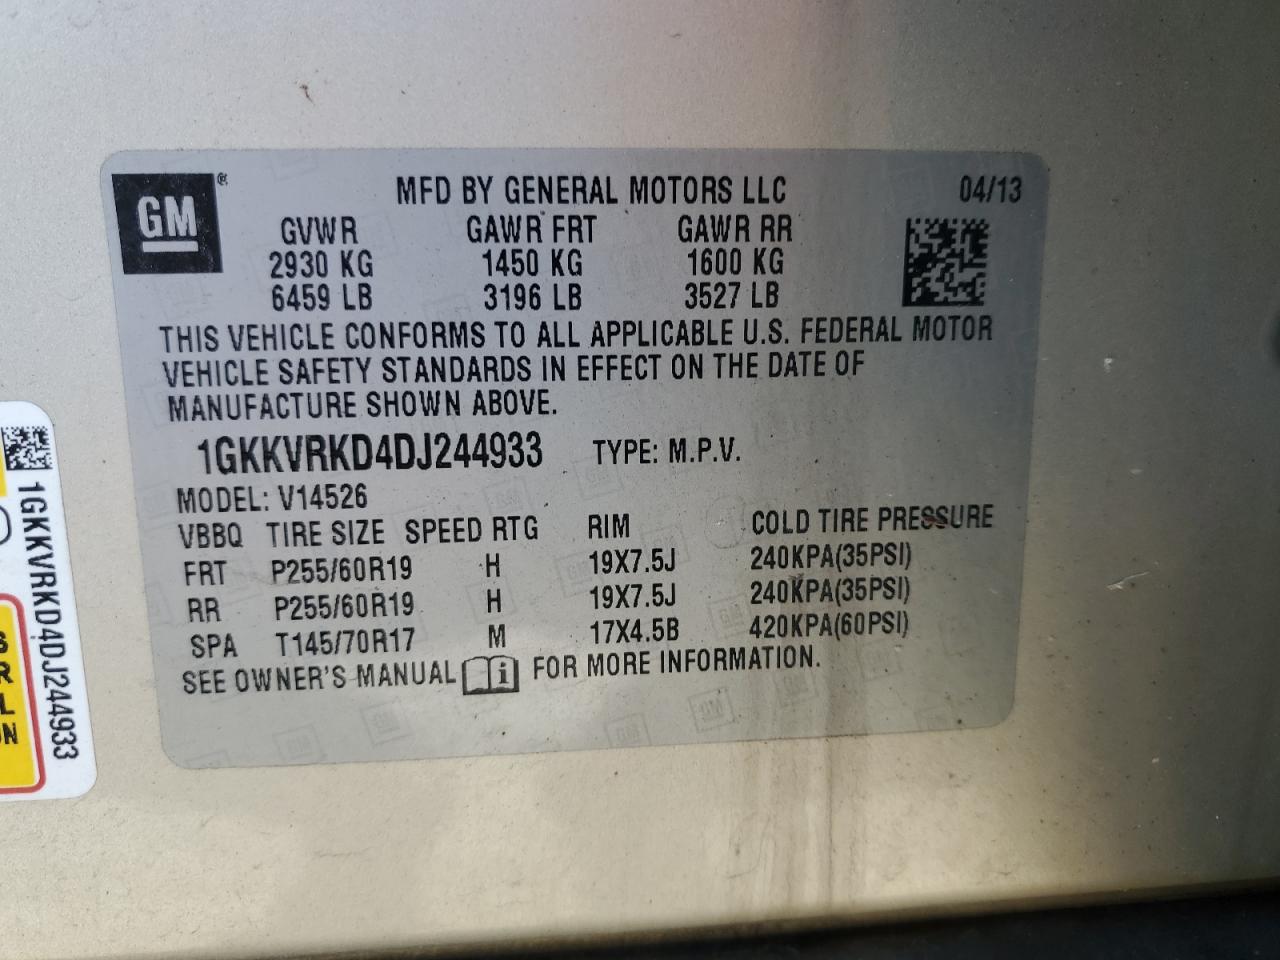 GM ®
MFD BY GENERAL MOTORS LLC 04/13
GVWR GAWR FRT GAWR RR
2930 KG 1450 KG 1600 KG
6459 LB 3196 LB 3527 LB
THIS VEHICLE CONFORMS TO ALL APPLICABLE U.S. FEDERAL MOTOR
VEHICLE SAFETY STANDARDS IN EFFECT ON THE DATE OF
MANUFACTURE SHOWN ABOVE.
1GKKVRKD4DJ244933 TYPE: M.P.V.
MODEL: V14526
VBBQ TIRE SIZE SPEED RTG RIM COLD TIRE PRESSURE
FRT P255/60R19 H 19X7.5J 240KPA(35PSI)
RR P255/60R19 H 19X7.5J 240KPA(35PSI)
SPA T145/70R17 M 17X4.5B 420KPA(60PSI)
SEE OWNER'S MANUAL i FOR MORE INFORMATION.
1GKKVRKD4DJ244933